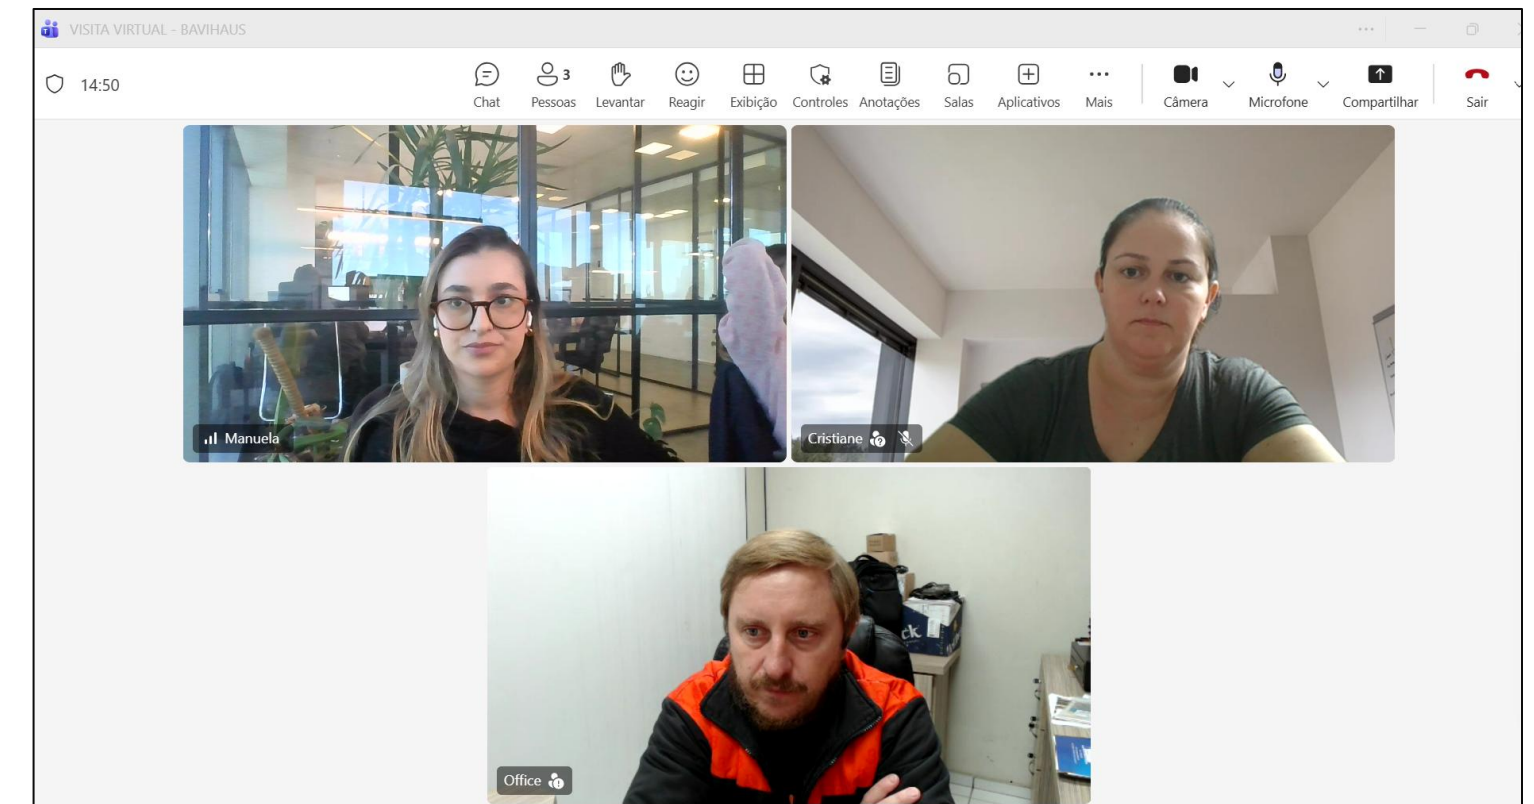 VISITA VIRTUAL - BAVIHAUS
14:50
3
Chat Pessoas Levantar Reagir Exibição Controles Anotações Salas Aplicativos Mais Câmera Microfone Compartilhar Sair
Manuela
Cristiane
ck
Office